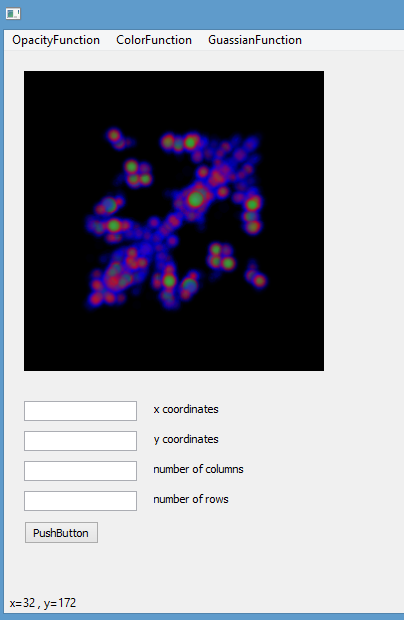 OpacityFunction ColorFunction GuassianFunction
x coordinates
y coordinates
number of columns
number of rows
PushButton
x=32 , y=172